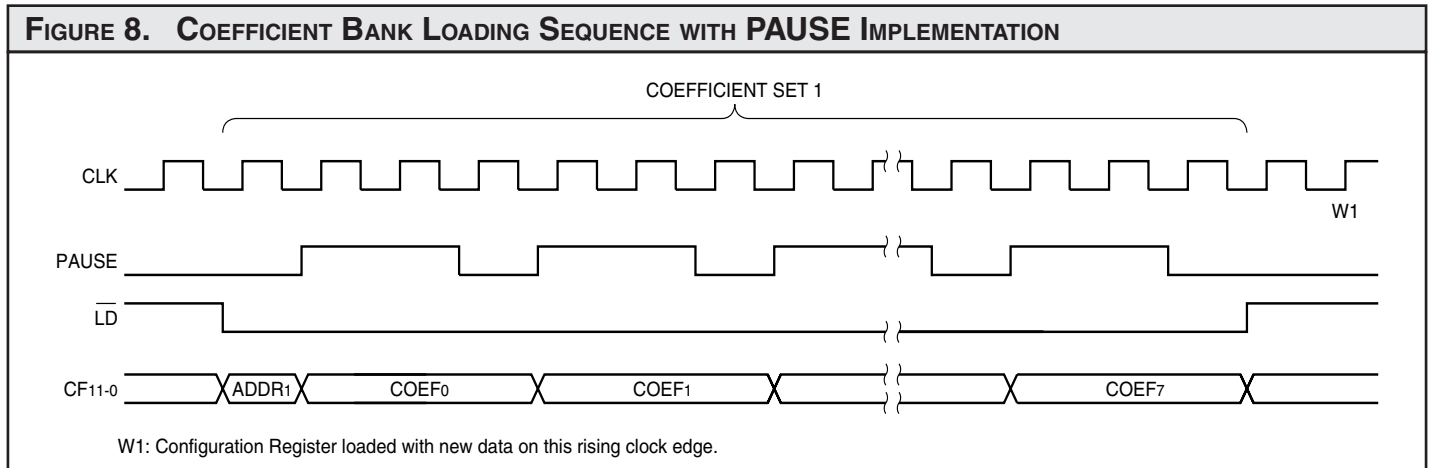 FIGURE 8. COEFFICIENT BANK LOADING SEQUENCE WITH PAUSE IMPLEMENTATION
COEFFICIENT SET 1
CLK
W1
PAUSE
LD
CF11-0 ADDR1 COEF0 COEF1 COEF7
W1: Configuration Register loaded with new data on this rising clock edge.